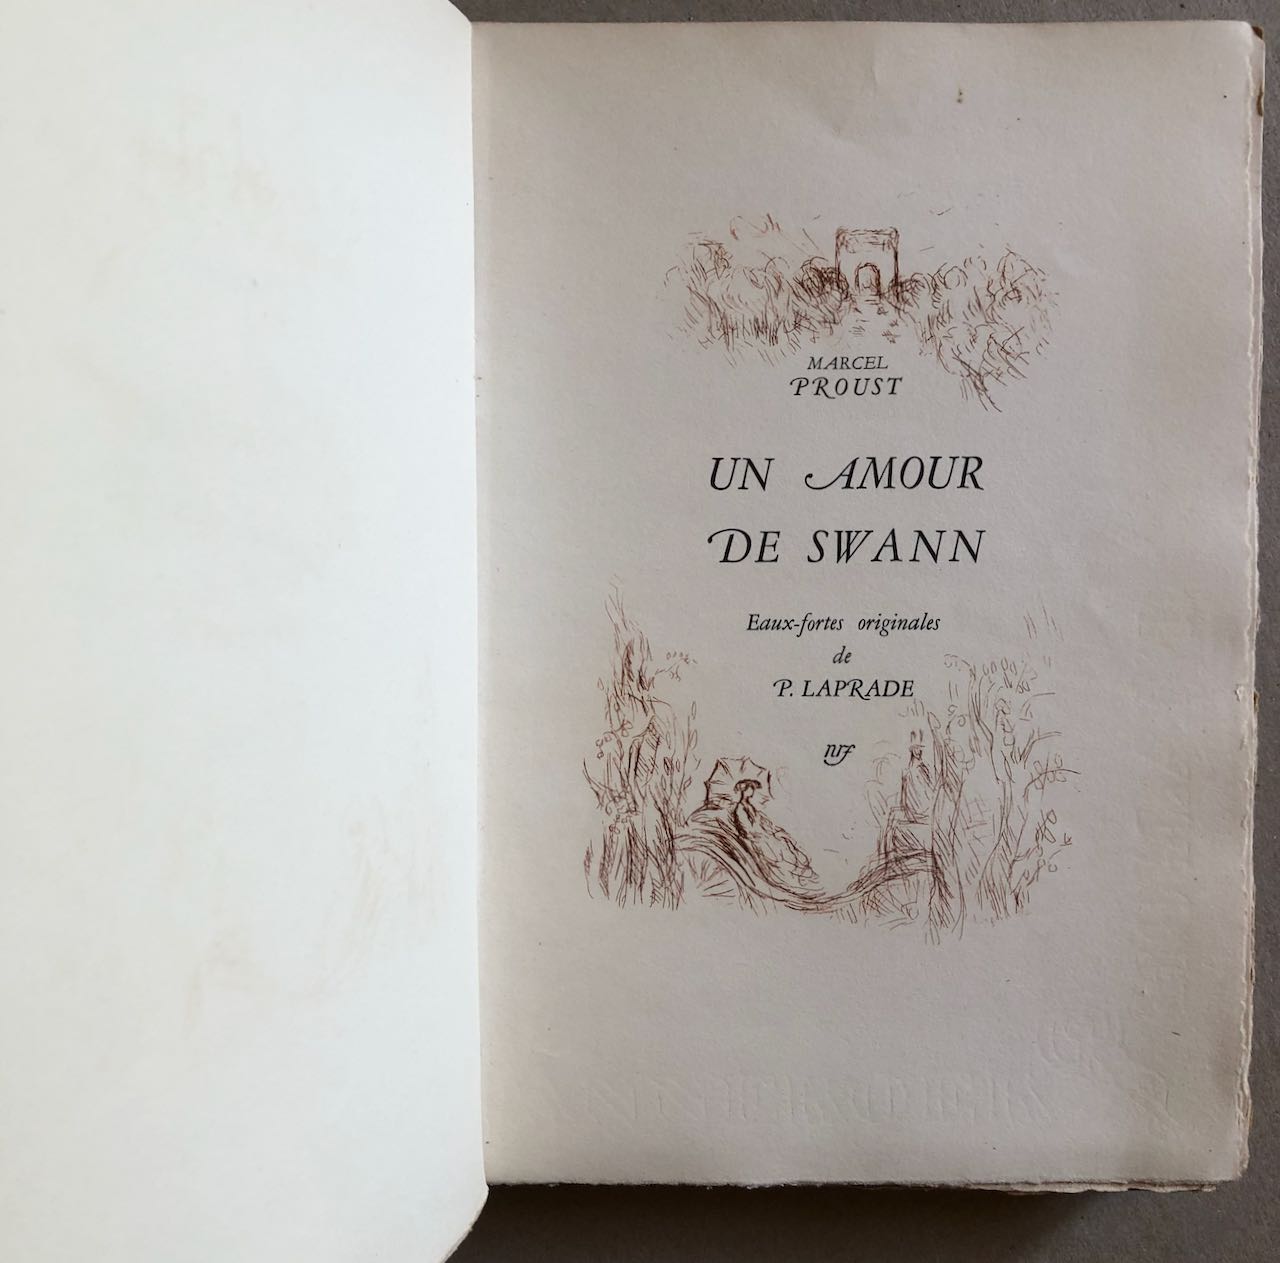 MARCEL
PROUST
UN AMOUR
DE SWANN
Eaux-fortes originales
de
P. LAPRADE
nrf